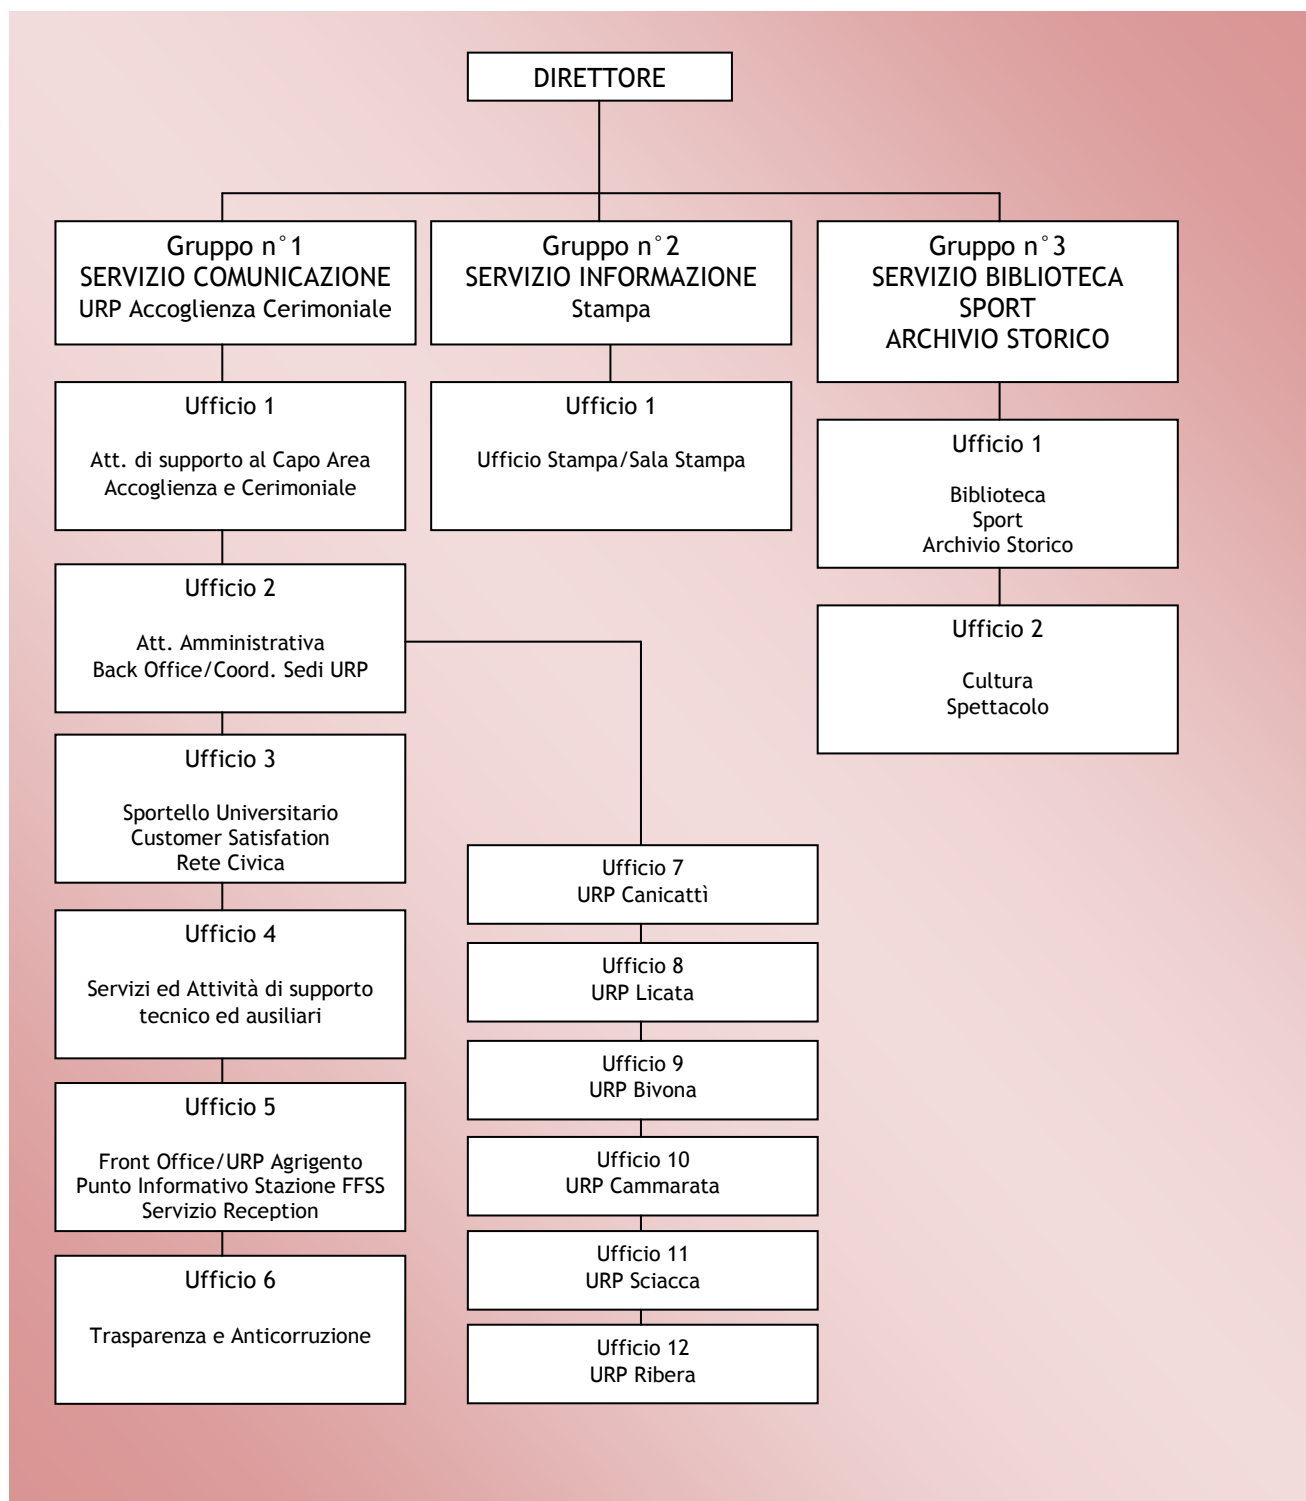 DIRETTORE
Gruppo n°1
SERVIZIO COMUNICAZIONE
URP Accoglienza Cerimoniale
Gruppo n°2
SERVIZIO INFORMAZIONE
Stampa
Gruppo n°3
SERVIZIO BIBLIOTECA
SPORT
ARCHIVIO STORICO
Ufficio 1
Att. di supporto al Capo Area
Accoglienza e Cerimoniale
Ufficio 1
Ufficio Stampa/Sala Stampa
Ufficio 1
Biblioteca
Sport
Archivio Storico
Ufficio 2
Att. Amministrativa
Back Office/Coord. Sedi URP
Ufficio 2
Cultura
Spettacolo
Ufficio 3
Sportello Universitario
Customer Satisfation
Rete Civica
Ufficio 4
Servizi ed Attività di supporto
tecnico ed ausiliari
Ufficio 5
Front Office/URP Agrigento
Punto Informativo Stazione FFSS
Servizio Reception
Ufficio 6
Trasparenza e Anticorruzione
Ufficio 7
URP Canicattì
Ufficio 8
URP Licata
Ufficio 9
URP Bivona
Ufficio 10
URP Cammarata
Ufficio 11
URP Sciacca
Ufficio 12
URP Ribera